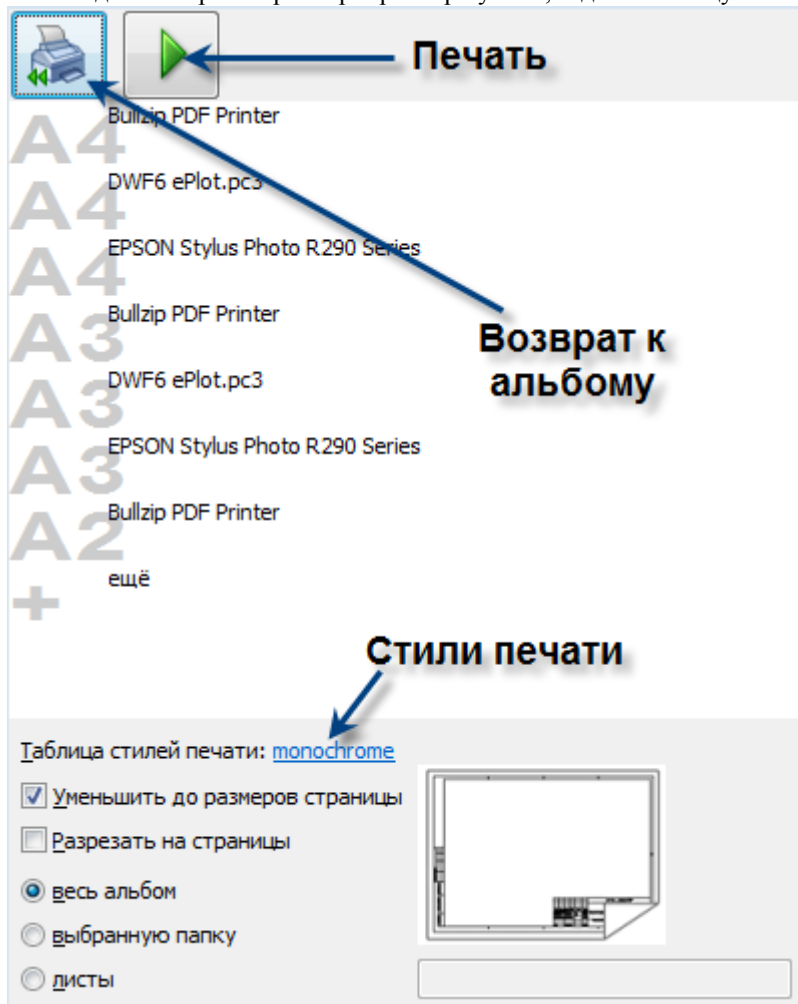 Печать
A4 Bullzip PDF Printer
A4 DWF6 ePlot.pc3
A4 EPSON Stylus Photo R290 Series
A3 Bullzip PDF Printer
Возврат к
альбому
A3 DWF6 ePlot.pc3
A3 EPSON Stylus Photo R290 Series
A2 Bullzip PDF Printer
+ ещё
Стили печати
Таблица стилей печати: monochrome
Уменьшить до размеров страницы
Разрезать на страницы
весь альбом
выбранную папку
листы